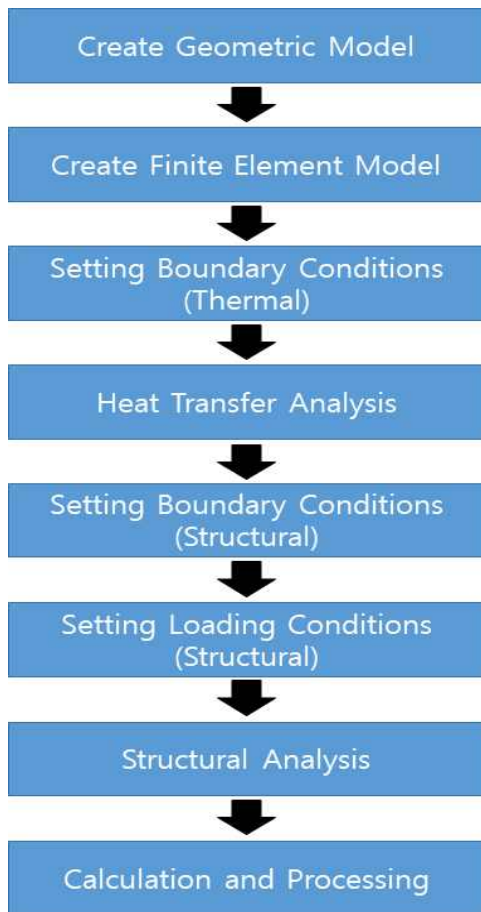 Create Geometric Model
Create Finite Element Model
Setting Boundary Conditions
(Thermal)
Heat Transfer Analysis
Setting Boundary Conditions
(Structural)
Setting Loading Conditions
(Structural)
Structural Analysis
Calculation and Processing